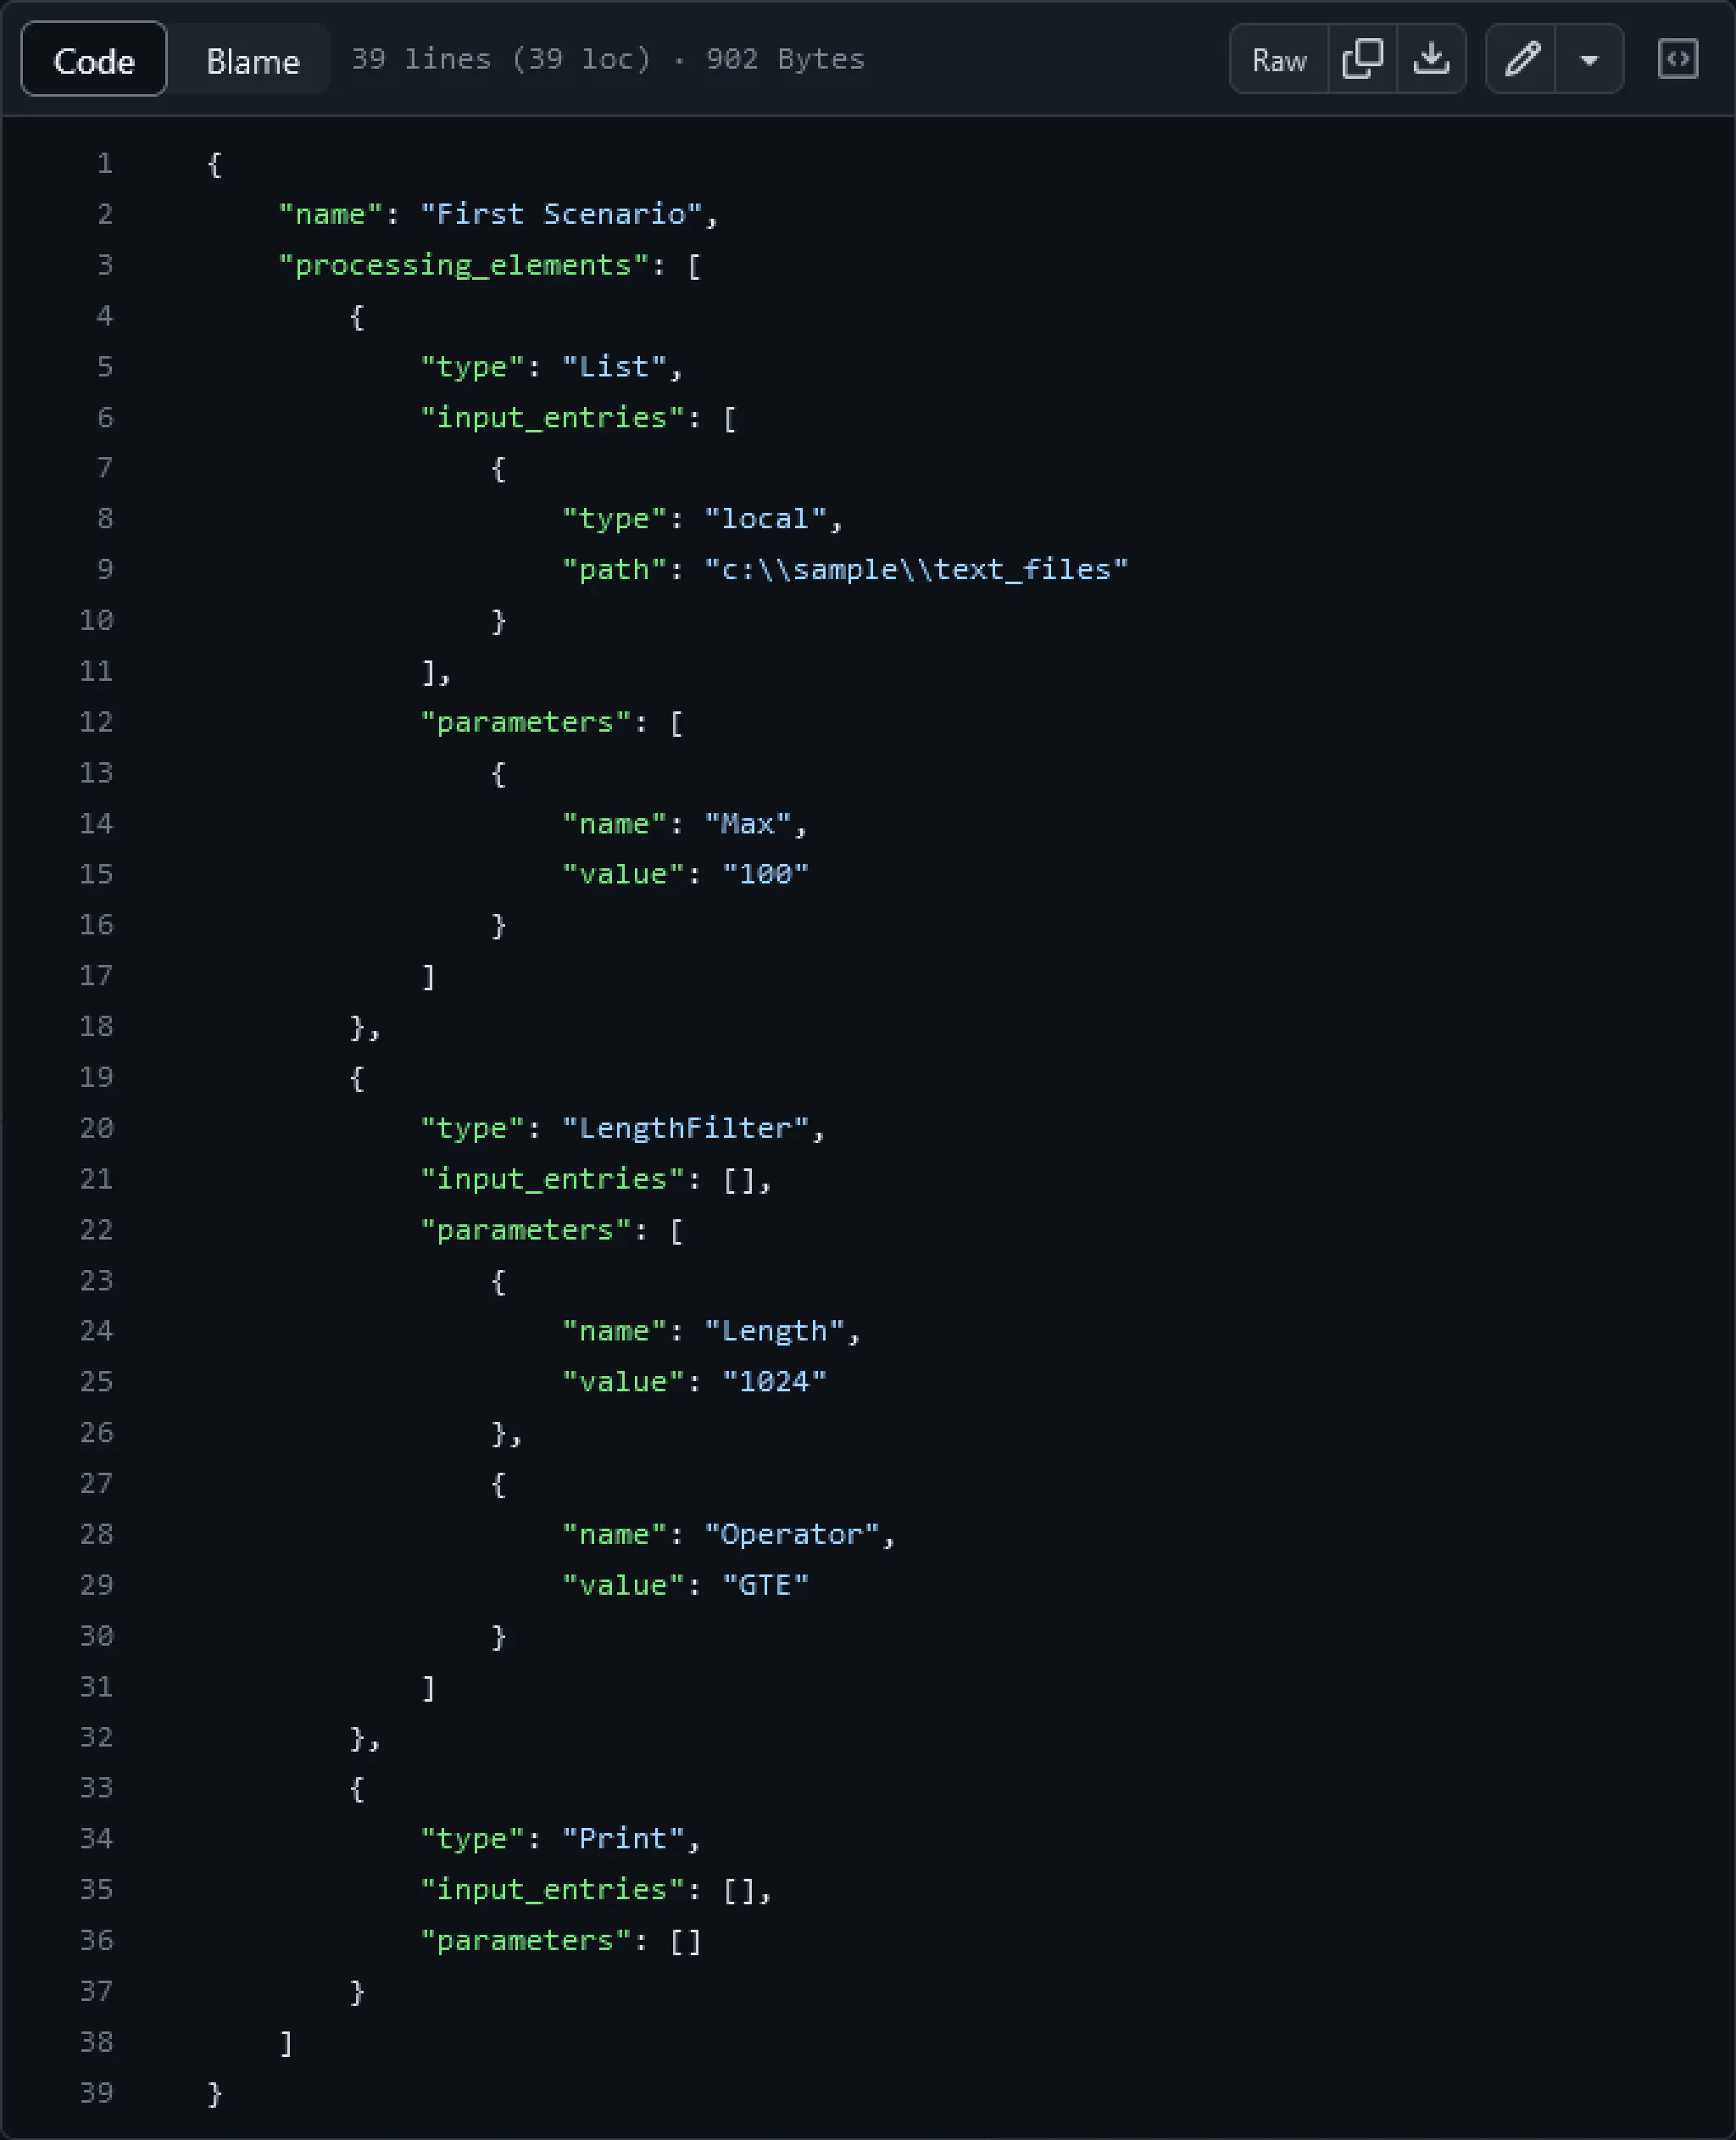 Code Blame 39 lines (39 loc) · 902 Bytes Raw
1 {
2     "name": "First Scenario",
3     "processing_elements": [
4         {
5             "type": "List",
6             "input_entries": [
7                 {
8                     "type": "local",
9                     "path": "c:\\sample\\text_files"
10                 }
11             ],
12             "parameters": [
13                 {
14                     "name": "Max",
15                     "value": "100"
16                 }
17             ]
18         },
19         {
20             "type": "LengthFilter",
21             "input_entries": [],
22             "parameters": [
23                 {
24                     "name": "Length",
25                     "value": "1024"
26                 },
27                 {
28                     "name": "Operator",
29                     "value": "GTE"
30                 }
31             ]
32         },
33         {
34             "type": "Print",
35             "input_entries": [],
36             "parameters": []
37         }
38     ]
39 }